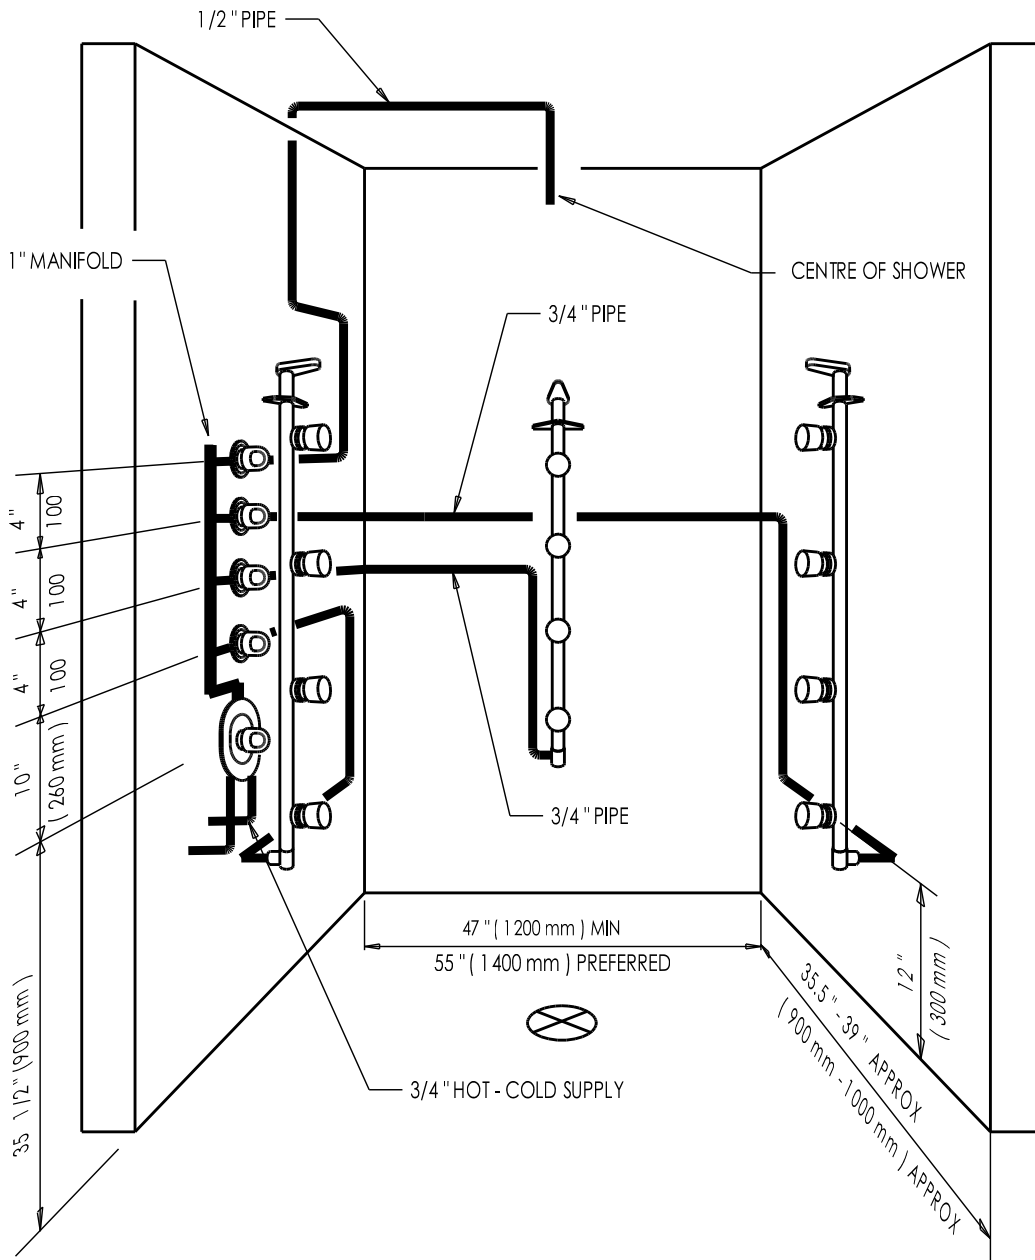 1/2 " PIPE
1 " MANIFOLD
CENTRE OF SHOWER
3/4 " PIPE
4 "
100
4 "
100
4 "
100
10 "
( 260 mm )
3/4 " PIPE
47 " ( 1200 mm ) MIN
55 " ( 1400 mm ) PREFERRED
12 "
( 300 mm )
35.5 " - 39 " APPROX
( 900 mm - 1000 mm ) APPROX
35 1/2" (900 mm)
3/4 " HOT - COLD SUPPLY